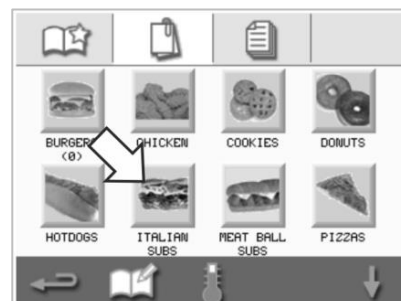 BURGERS CHICKEN COOKIES DONUTS
(0)
HOTDOGS ITALIAN MEAT BALL PIZZAS
SUBS SUBS